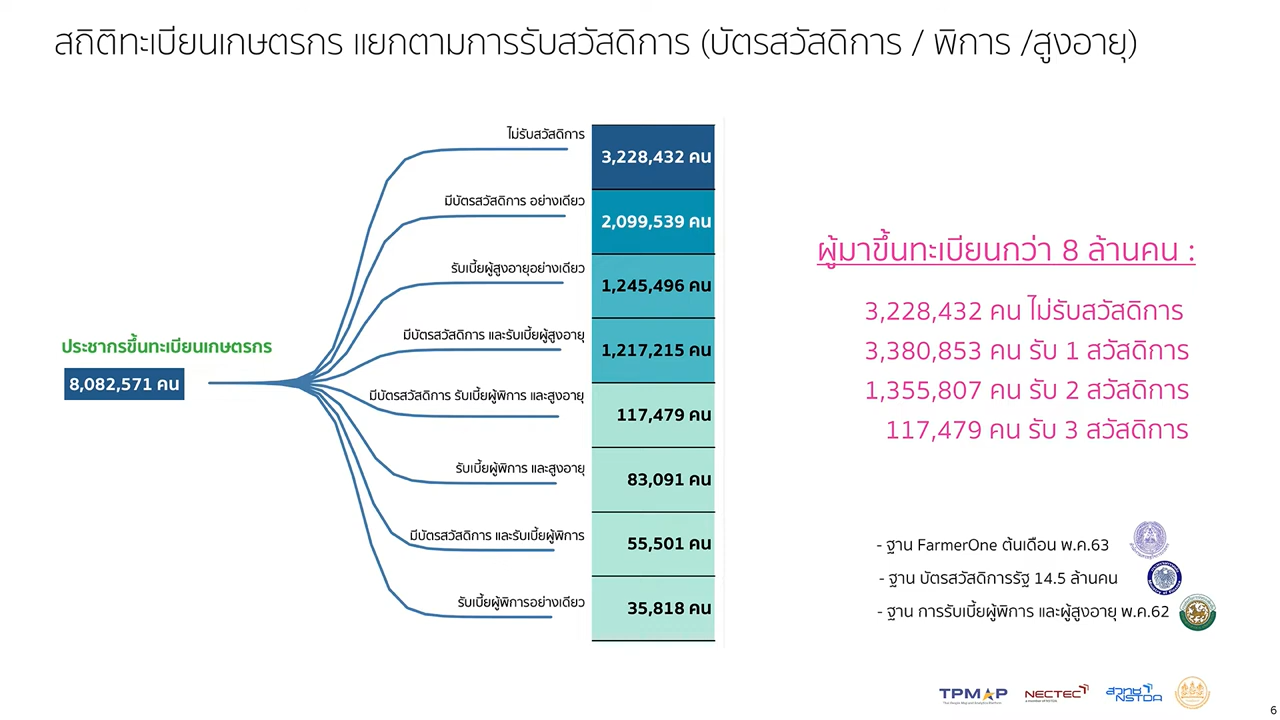 สถิติทะเบียนเกษตรกร แยกตามการรับสวัสดิการ (บัตรสวัสดิการ / พิการ /สูงอายุ)
ประชากรขึ้นทะเบียนเกษตรกร
8,082,571 คน
ไม่รับสวัสดิการ
3,228,432 คน
มีบัตรสวัสดิการ อย่างเดียว
2,099,539 คน
รับเบี้ยผู้สูงอายุอย่างเดียว
1,245,496 คน
มีบัตรสวัสดิการ และรับเบี้ยผู้สูงอายุ
1,217,215 คน
มีบัตรสวัสดิการ รับเบี้ยผู้พิการ และสูงอายุ
117,479 คน
รับเบี้ยผู้พิการ และสูงอายุ
83,091 คน
มีบัตรสวัสดิการ และรับเบี้ยผู้พิการ
55,501 คน
รับเบี้ยผู้พิการอย่างเดียว
35,818 คน
ผู้มาขึ้นทะเบียนกว่า 8 ล้านคน :
3,228,432 คน ไม่รับสวัสดิการ
3,380,853 คน รับ 1 สวัสดิการ
1,355,807 คน รับ 2 สวัสดิการ
117,479 คน รับ 3 สวัสดิการ
- ฐาน FarmerOne ต้นเดือน พ.ค.63
- ฐาน บัตรสวัสดิการรัฐ 14.5 ล้านคน
- ฐาน การรับเบี้ยผู้พิการ และผู้สูงอายุ พ.ค.62
TPMAP
NECTEC
สวทช
NSTDA
6